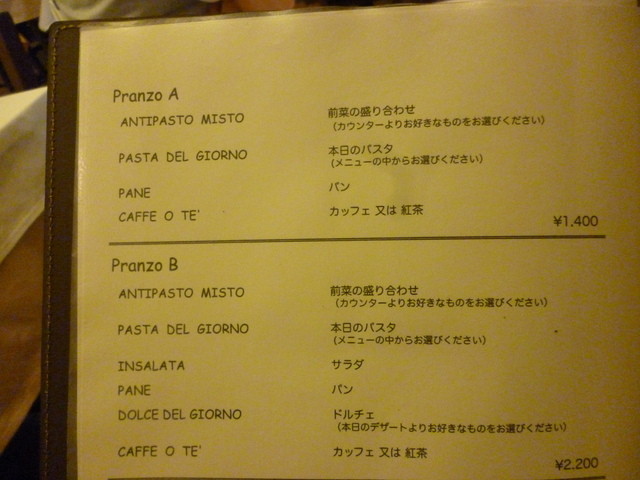 Pranzo A
ANTIPASTO MISTO 前菜の盛り合わせ
(カウンターよりお好きなものをお選びください)
PASTA DEL GIORNO 本日のパスタ
(メニューの中からお選びください)
PANE パン
CAFFE O TE' カッフェ 又は 紅茶
¥1,400
Pranzo B
ANTIPASTO MISTO 前菜の盛り合わせ
(カウンターよりお好きなものをお選びください)
PASTA DEL GIORNO 本日のパスタ
(メニューの中からお選びください)
INSALATA サラダ
PANE パン
DOLCE DEL GIORNO ドルチェ
(本日のデザートよりお好きなものをお選びください)
CAFFE O TE' カッフェ 又は 紅茶
¥2,200